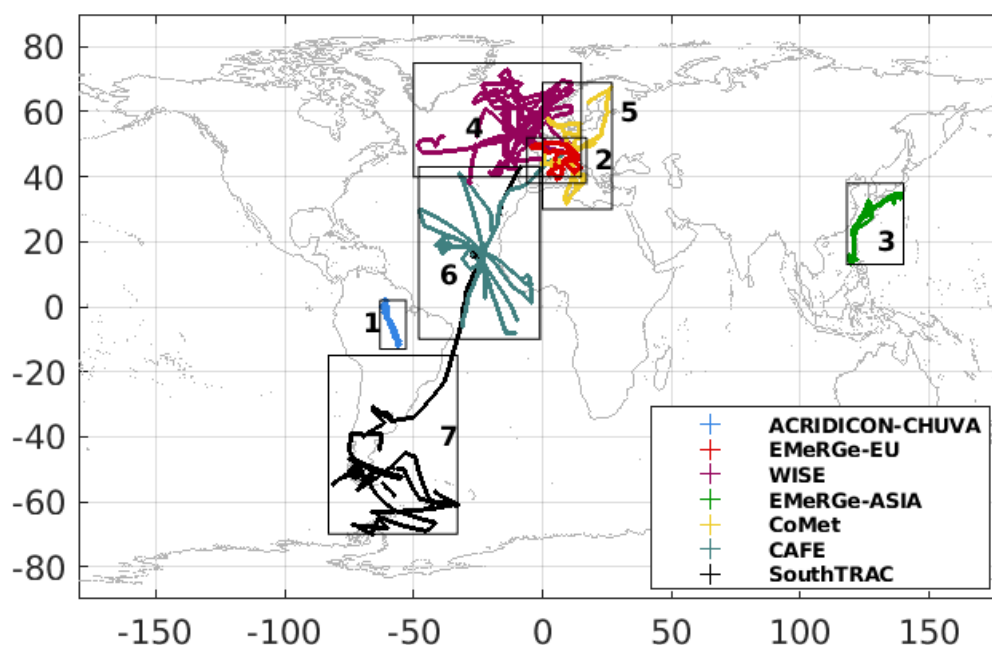 80
60
40
20
0
-20
-40
-60
-80
4
5
2
3
6
1
7
ACRIDICON-CHUVA
EMeRGe-EU
WISE
EMeRGe-ASIA
CoMet
CAFE
SouthTRAC
-150 -100 -50 0 50 100 150